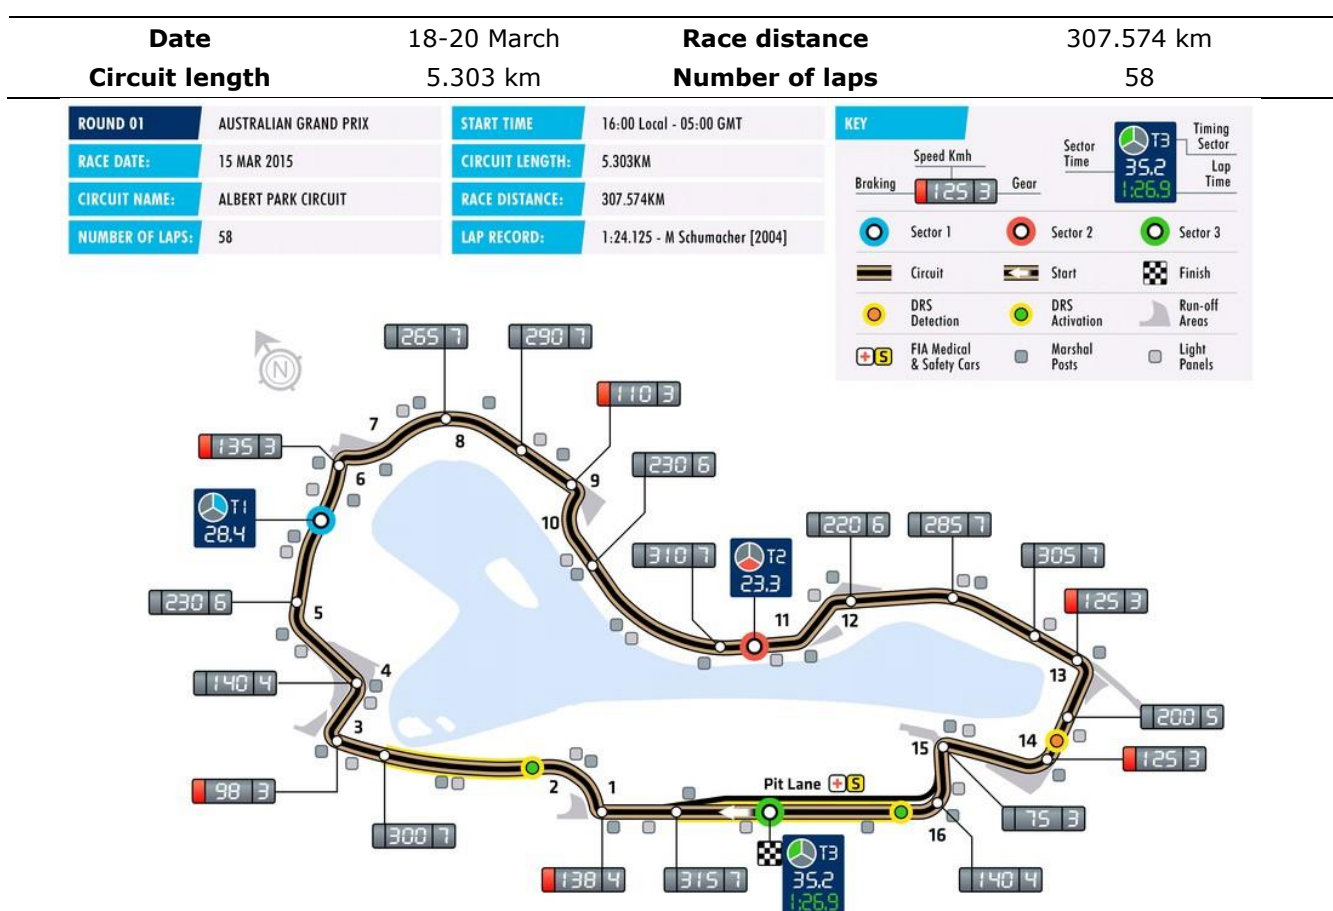 Date 18-20 March Race distance 307.574 km
Circuit length 5.303 km Number of laps 58
ROUND 01 AUSTRALIAN GRAND PRIX START TIME 16:00 Local - 05:00 GMT
RACE DATE: 15 MAR 2015 CIRCUIT LENGTH: 5.303KM
CIRCUIT NAME: ALBERT PARK CIRCUIT RACE DISTANCE: 307.574KM
NUMBER OF LAPS: 58 LAP RECORD: 1:24.125 - M Schumacher [2004]
KEY
Speed Kmh
Braking 125 3 Gear
Sector Time
T3
35.2
1:26.9
Timing Sector
Lap Time
Sector 1 Sector 2 Sector 3
Circuit Start Finish
DRS Detection DRS Activation Run-off Areas
+ S FIA Medical & Safety Cars Marshal Posts Light Panels
N
265 7
290 7
110 3
7
8
135 3
6
9
230 6
T1
28.4
10
310 7
T2
23.3
220 6
285 7
305 7
125 3
230 6
5
11
12
140 4
4
13
3
200 5
15
14
125 3
98 3
2
1
Pit Lane + S
75 3
300 7
16
138 4
315 7
T3
35.2
1:26.9
140 4